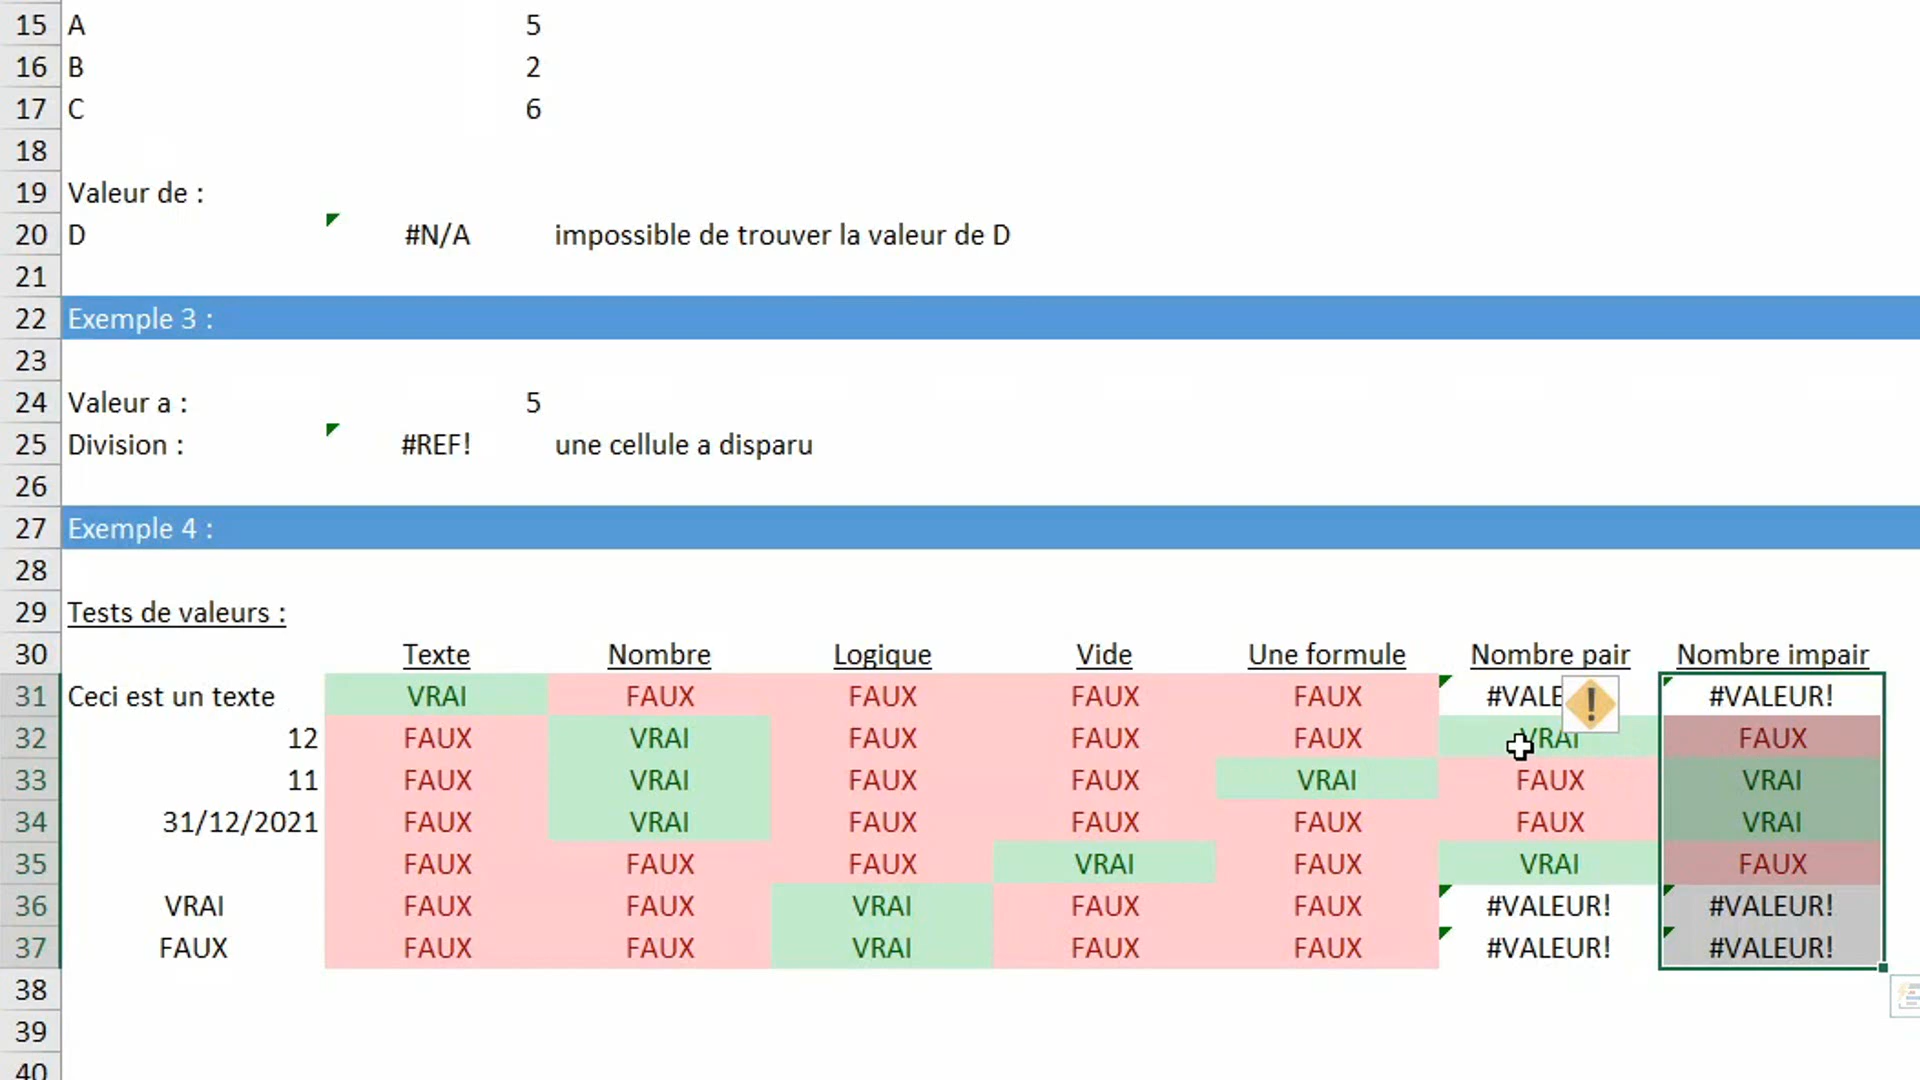 15 A 5
16 B 2
17 C 6
18
19 Valeur de :
20 D #N/A impossible de trouver la valeur de D
21
22 Exemple 3 :
23
24 Valeur a : 5
25 Division : #REF! une cellule a disparu
26
27 Exemple 4 :
28
29 Tests de valeurs :
30 Texte Nombre Logique Vide Une formule Nombre pair Nombre impair
31 Ceci est un texte VRAI FAUX FAUX FAUX FAUX #VALE #VALEUR!
32 12 FAUX VRAI FAUX FAUX FAUX VRAI FAUX
33 11 FAUX VRAI FAUX FAUX VRAI FAUX VRAI
34 31/12/2021 FAUX VRAI FAUX FAUX FAUX FAUX VRAI
35 FAUX FAUX FAUX VRAI FAUX VRAI FAUX
36 VRAI FAUX FAUX VRAI FAUX FAUX #VALEUR! #VALEUR!
37 FAUX FAUX FAUX VRAI FAUX FAUX #VALEUR! #VALEUR!
38
39
40